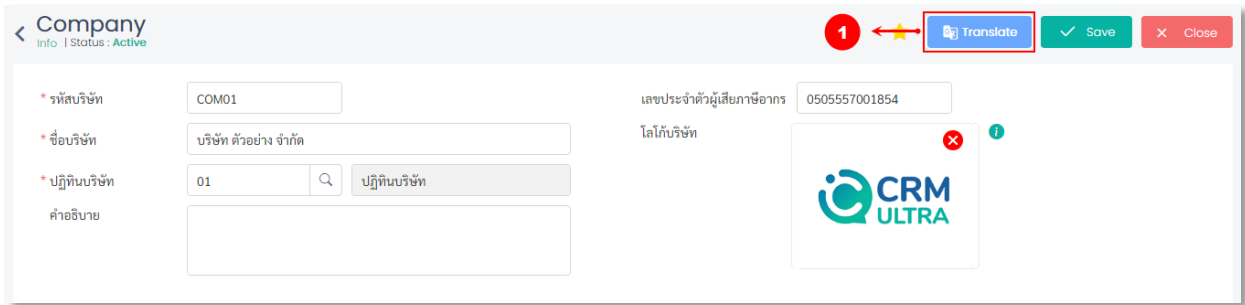 Company
Info | Status : Active
1
Translate
Save
Close
* รหัสบริษัท
COM01
เลขประจำตัวผู้เสียภาษีอากร
0505557001854
* ชื่อบริษัท
บริษัท ตัวอย่าง จำกัด
โลโก้บริษัท
* ปฏิทินบริษัท
01
ปฏิทินบริษัท
คำอธิบาย
CRM
ULTRA